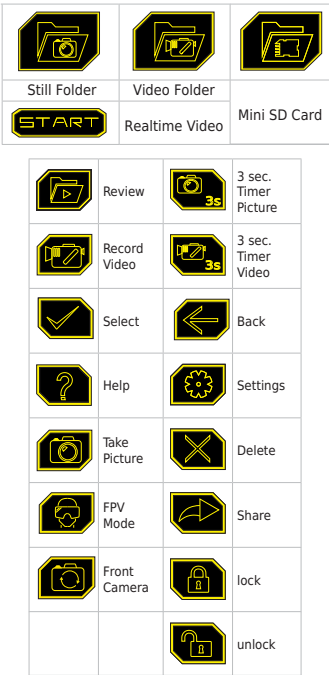 Still Folder
Video Folder
Mini SD Card
START
Realtime Video
Review
3s
3 sec.
Timer
Picture
Record
Video
3s
3 sec.
Timer
Video
Select
Back
?
Help
Settings
Take
Picture
Delete
FPV
Mode
Share
Front
Camera
lock
unlock